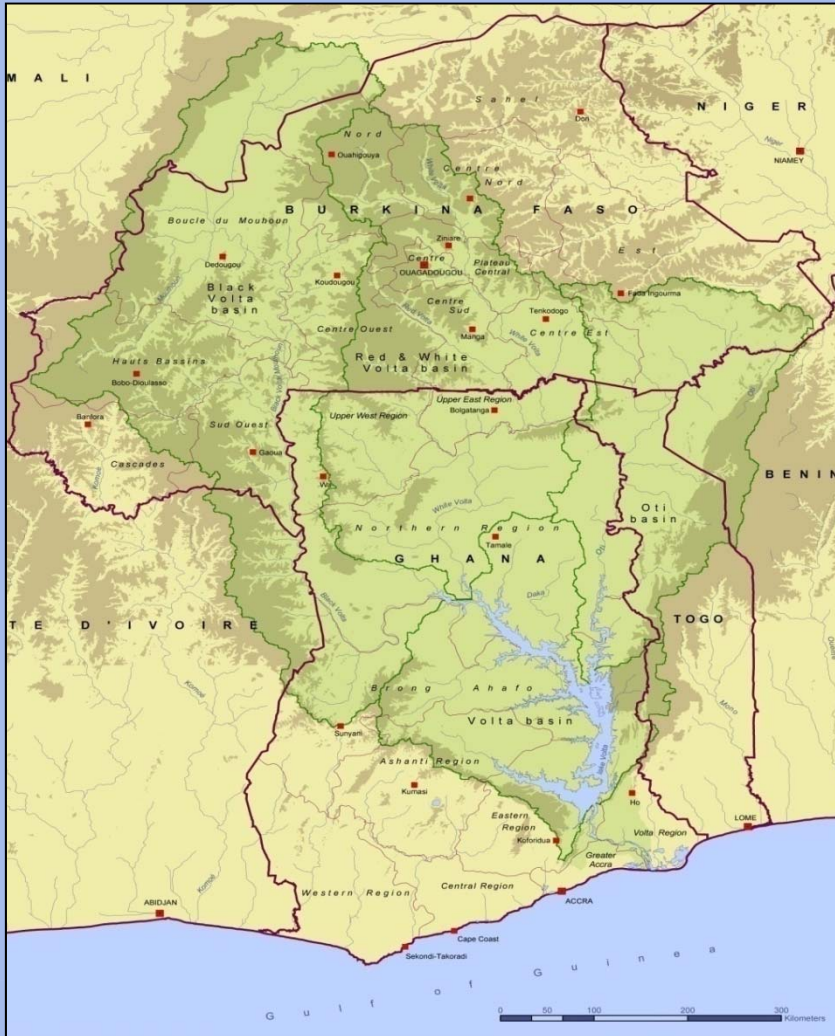 MALI
NIGER
Niger
NIAMEY
Sahel
Dori
Nord
Ouahigouya
Centre
Nord
BURKINA FASO
Boucle du Mouhoun
Est
Ziniare
Dedougou
Centre
OUAGADOUGOU
Plateau
Central
Koudougou
Black
Volta
basin
Fada Ingourma
Centre
Sud
Tenkodogo
Red Volta
Manga
White Volta
Centre Est
Centre Ouest
Red & White
Volta basin
Hauts Bassins
Bobo-Dioulasso
Upper East Region
Bolgatanga
Upper West Region
Banfora
Sud Ouest
Gaoua
Cascades
Wa
BENIN
White Volta
Oti
basin
Oti
Northern Region
Tamale
GHANA
Daka
Black Volta
TOGO
TE D'IVOIRE
Komoé
Brong Ahafo
Volta basin
Sunyani
Mono
Ashanti Region
Kumasi
Ho
Eastern
Region
Koforidua
Volta Region
LOME
Greater
Accra
Western Region
Central Region
ACCRA
Komoé
ABIDJAN
Cape Coast
Sekondi-Takoradi
Gulf of Guinea
0 50 100 200 300
Kilometers